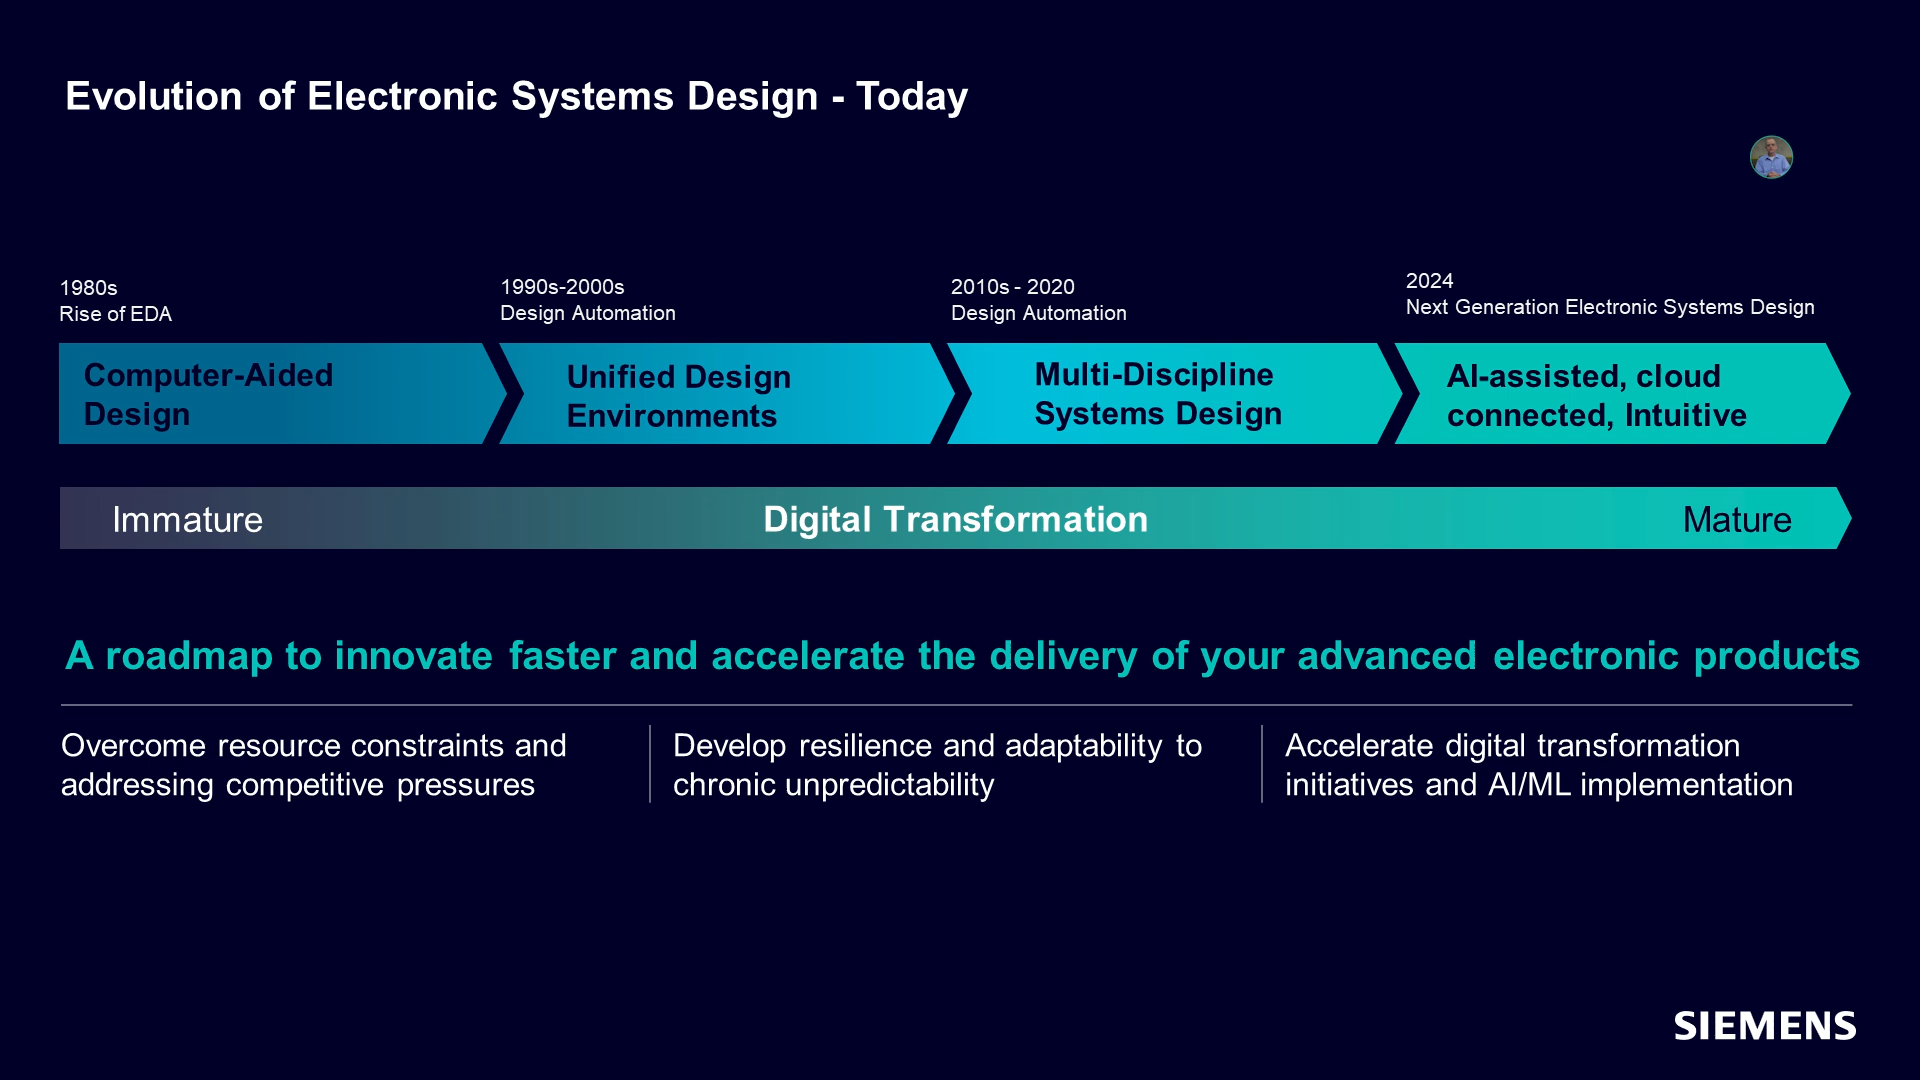 Evolution of Electronic Systems Design - Today
1980s
Rise of EDA
1990s-2000s
Design Automation
2010s - 2020
Design Automation
2024
Next Generation Electronic Systems Design
Computer-Aided
Design
Unified Design
Environments
Multi-Discipline
Systems Design
AI-assisted, cloud
connected, Intuitive
Immature
Digital Transformation
Mature
A roadmap to innovate faster and accelerate the delivery of your advanced electronic products
Overcome resource constraints and
addressing competitive pressures
Develop resilience and adaptability to
chronic unpredictability
Accelerate digital transformation
initiatives and AI/ML implementation
SIEMENS